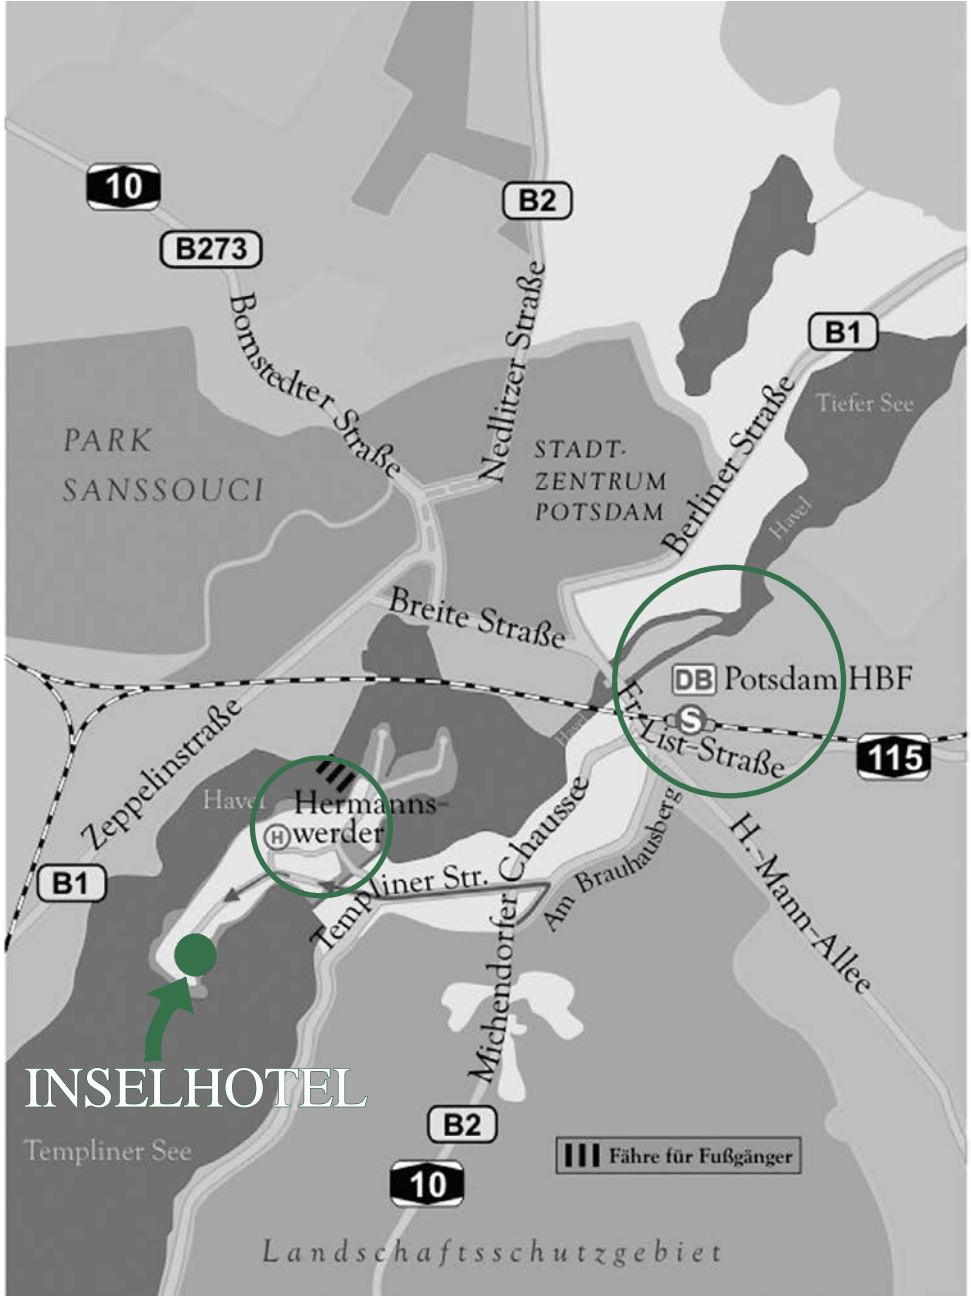 10
B2
B273
B1
Bornstedter Straße
Nedlitzer Straße
Berliner Straße
Tiefer See
PARK
SANSSOUCI
STADT-
ZENTRUM
POTSDAM
Havel
Breite Straße
DB Potsdam HBF
S
Fr.-List-Straße
115
Havel
Zeppelinstraße
Havel
Hermanns-
H werder
B1
Templiner Str.
Michendorfer Chaussee
Am Brauhausberg
H.-Mann-Allee
INSELHOTEL
Templiner See
B2
10
Fähre für Fußgänger
Landschaftsschutzgebiet